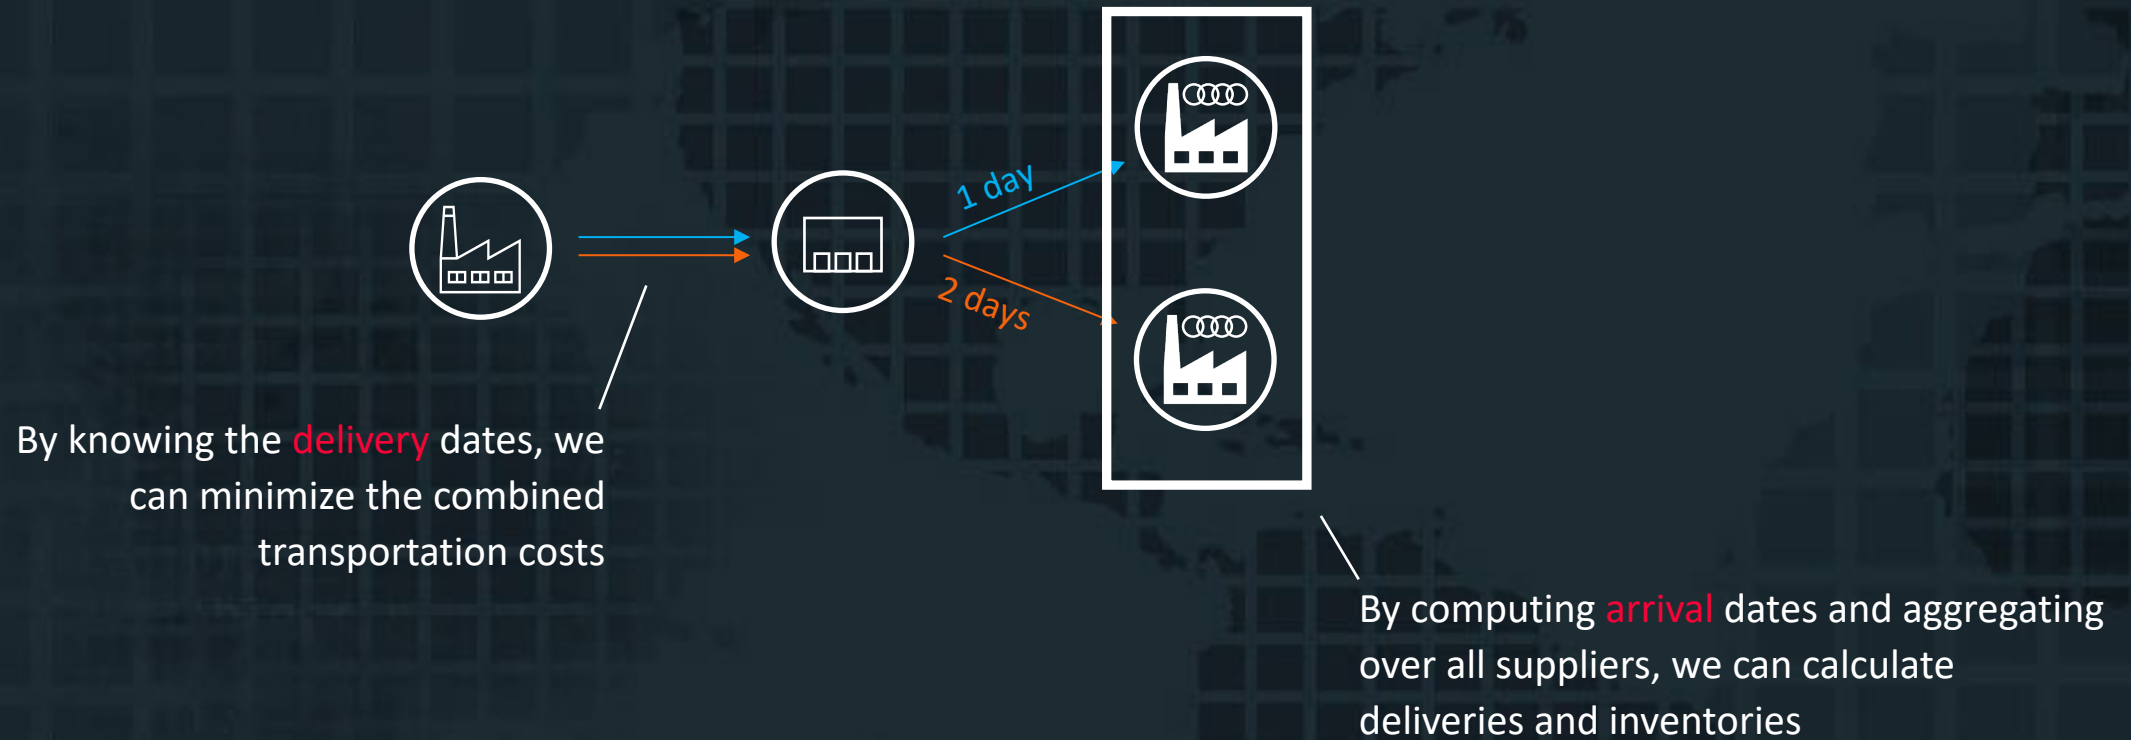 1 day
2 days
By knowing the delivery dates, we
can minimize the combined
transportation costs
By computing arrival dates and aggregating
over all suppliers, we can calculate
deliveries and inventories